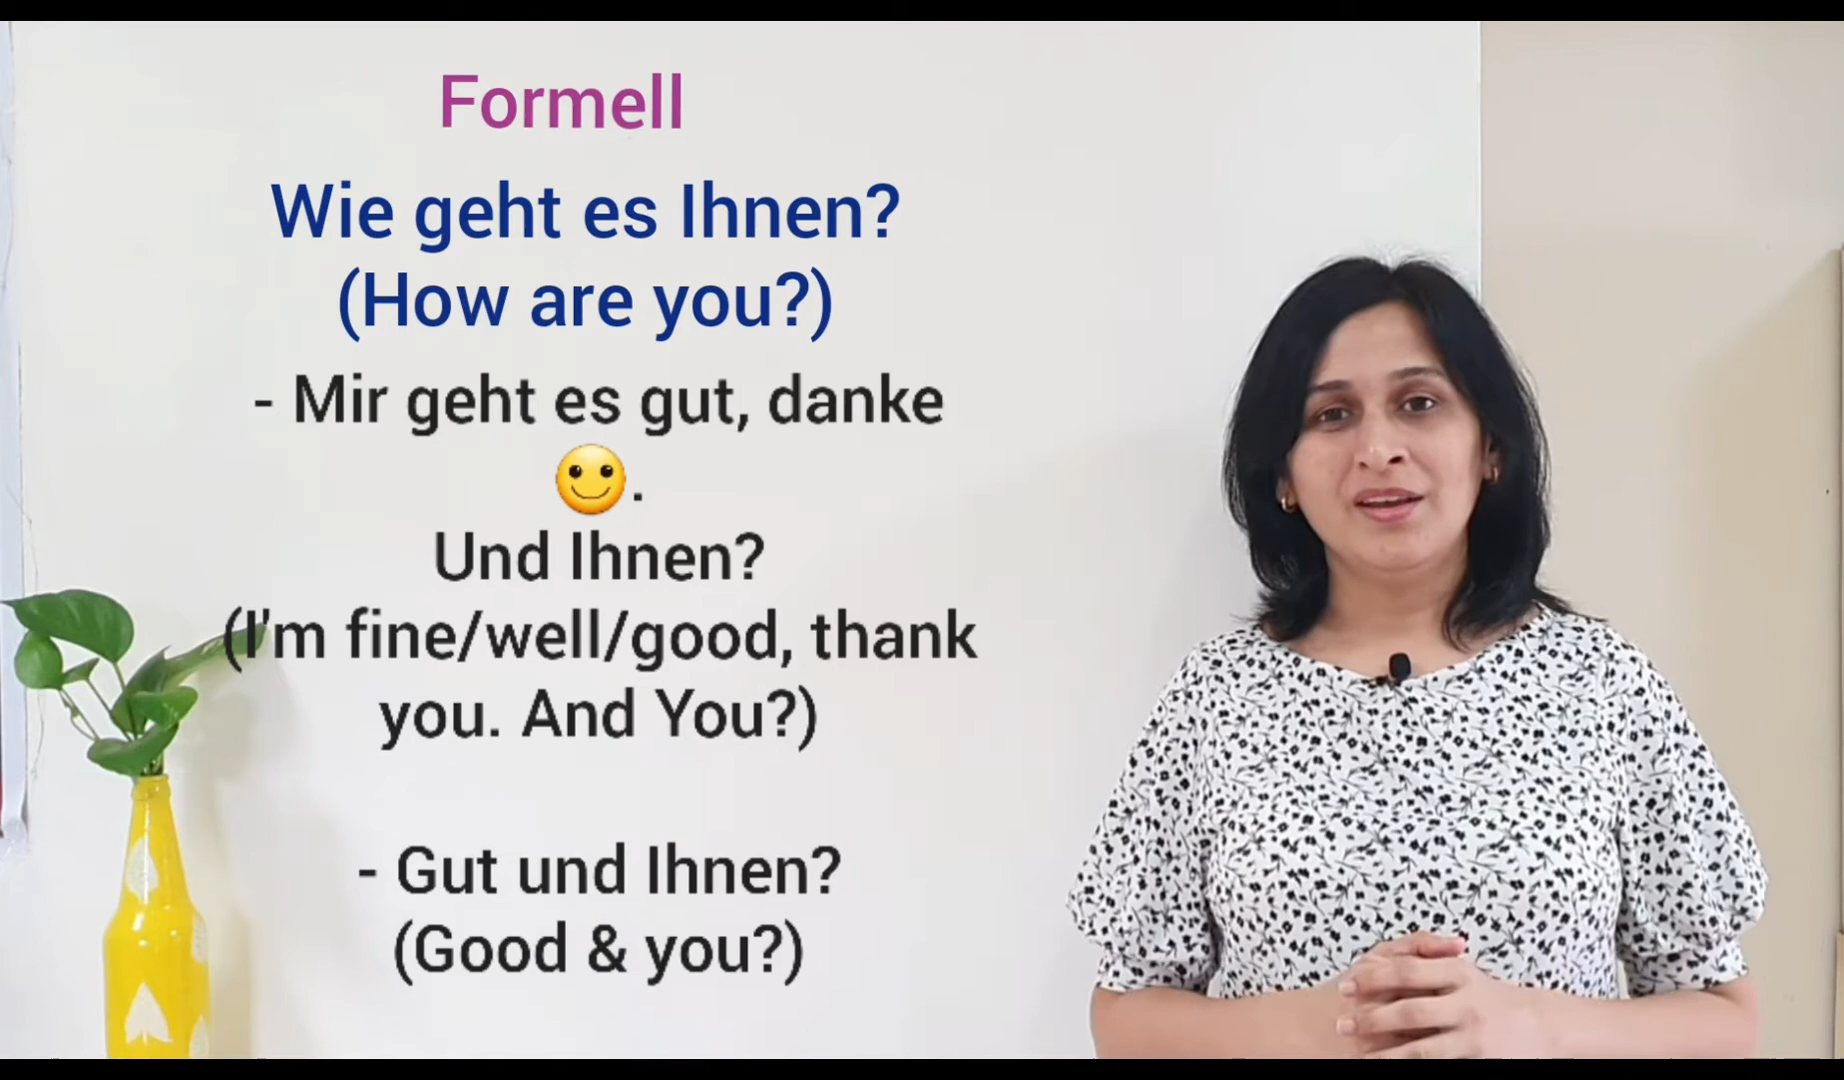 Formell
Wie geht es Ihnen?
(How are you?)
- Mir geht es gut, danke
🙂.
Und Ihnen?
(I'm fine/well/good, thank
you. And You?)
- Gut und Ihnen?
(Good & you?)